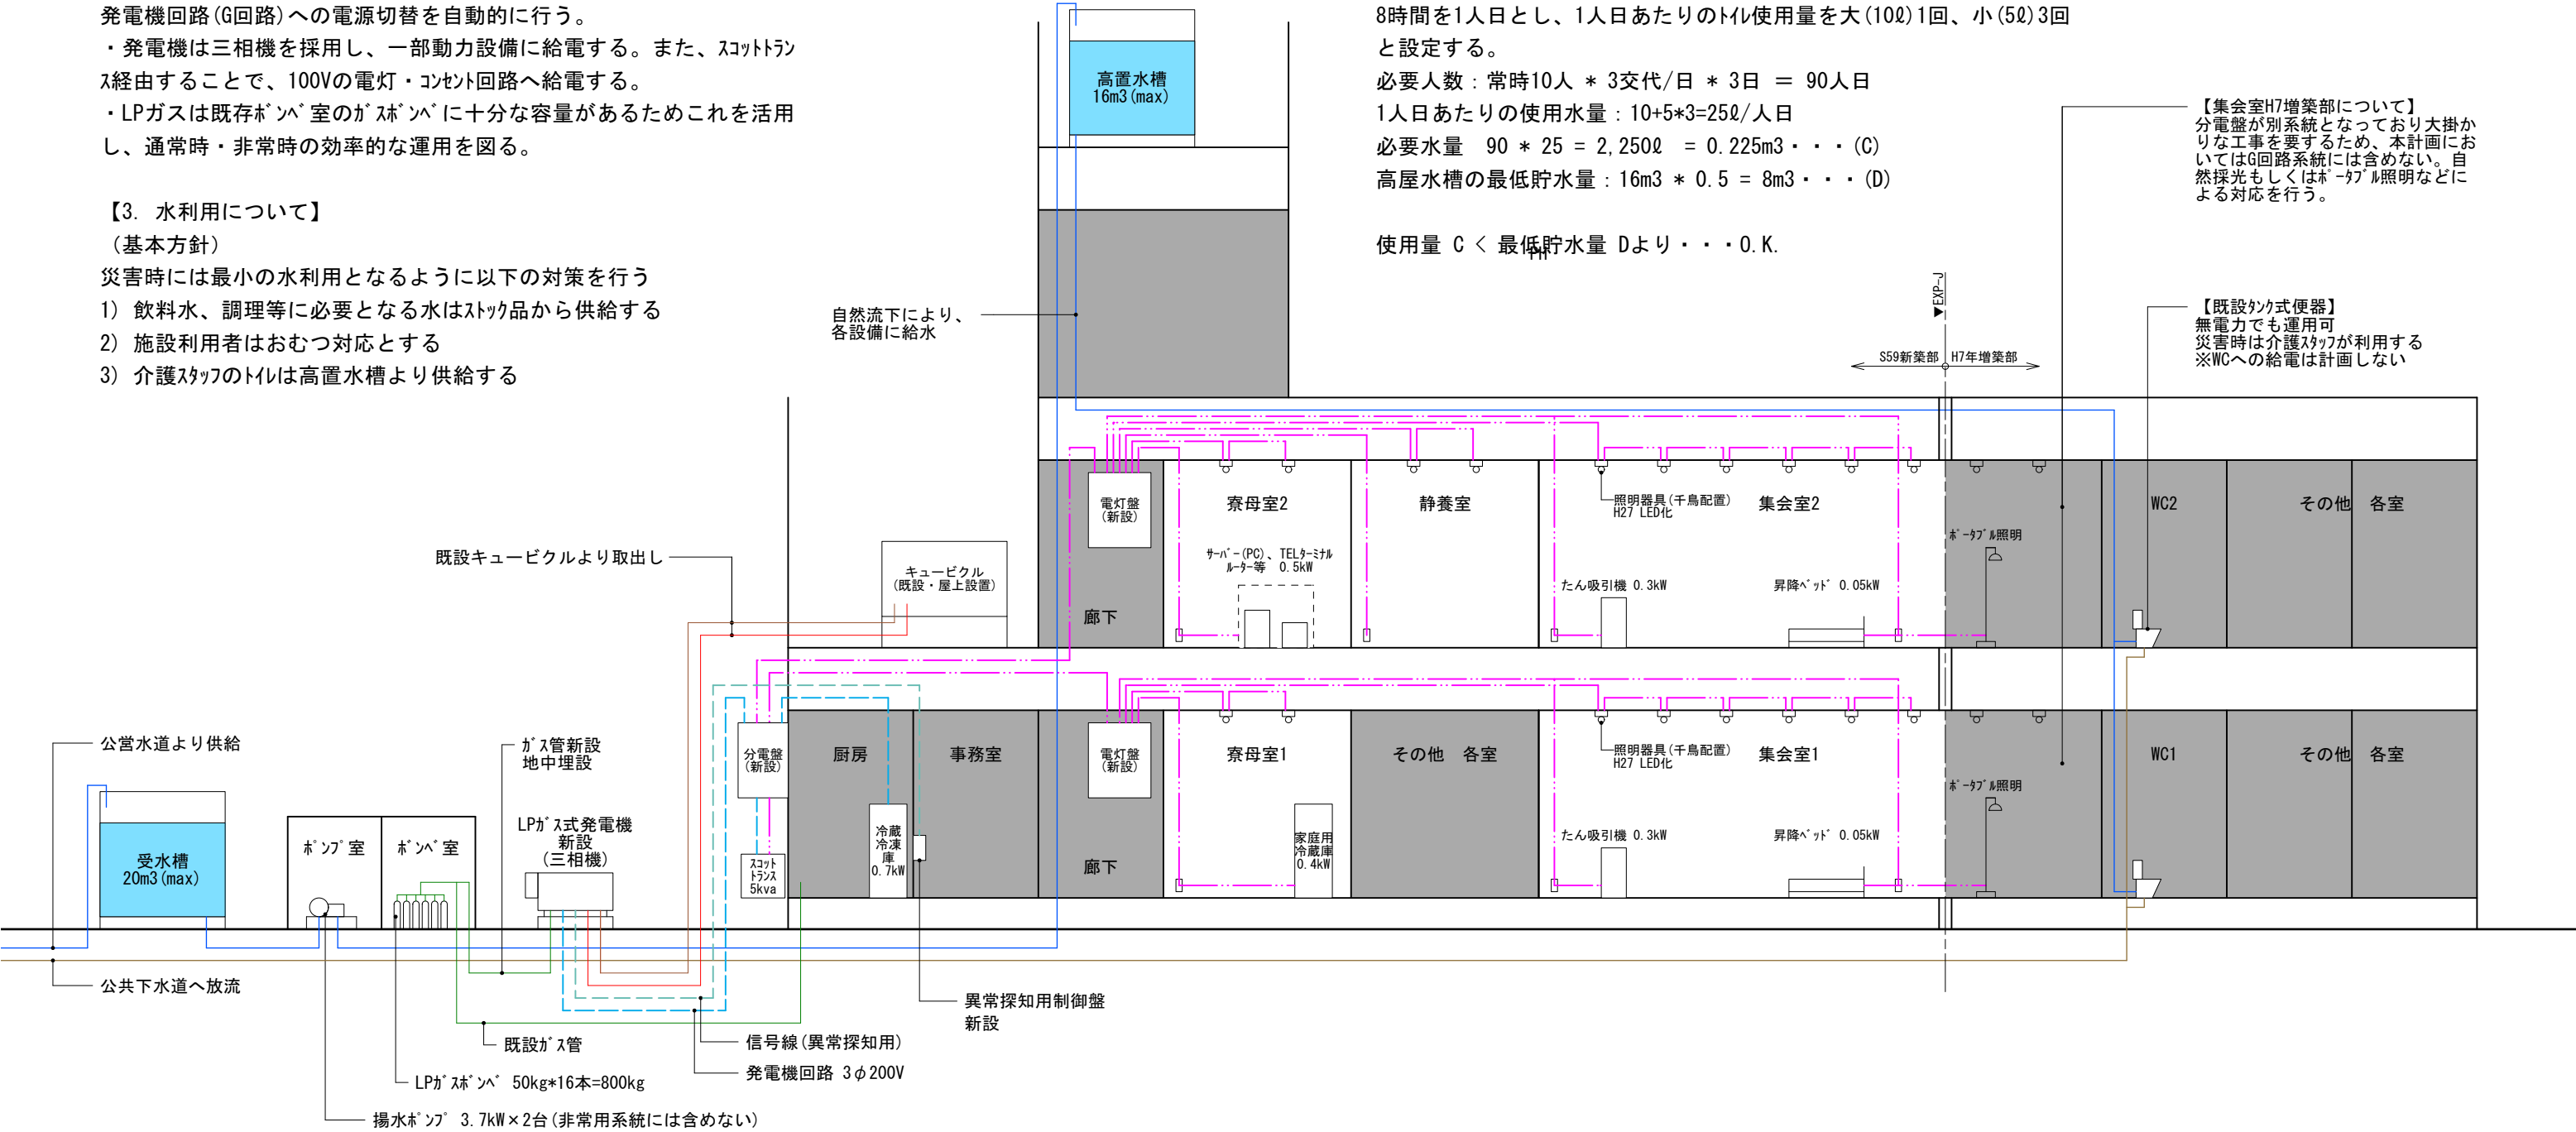 発電機回路(G回路)への電源切替を自動的に行う。
・発電機は三相機を採用し、一部動力設備に給電する。また、ｽｺｯﾄﾄﾗﾝ
ｽ経由することで、100Vの電灯・ｺﾝｾﾝﾄ回路へ給電する。
・LPガスは既存ﾎﾞﾝﾍﾞ室のｶﾞｽﾎﾞﾝﾍﾞに十分な容量があるためこれを活用
し、通常時・非常時の効率的な運用を図る。
【3. 水利用について】
（基本方針）
災害時には最小の水利用となるように以下の対策を行う
1) 飲料水、調理等に必要となる水はｽﾄｯｸ品から供給する
2) 施設利用者はおむつ対応とする
3) 介護ｽﾀｯﾌのﾄｲﾚは高置水槽より供給する
8時間を1人日とし、1人日あたりのﾄｲﾚ使用量を大(10ℓ)1回、小(5ℓ)3回
と設定する。
必要人数：常時10人 * 3交代/日 * 3日 ＝ 90人日
1人日あたりの使用水量：10+5*3=25ℓ/人日
必要水量　90 * 25 = 2,250ℓ　= 0.225m3・・・(C)
高屋水槽の最低貯水量：16m3 * 0.5 = 8m3・・・(D)
使用量 C < 最低貯水量 Dより・・・O.K.
PH
高置水槽
16m3(max)
自然流下により、
各設備に給水
【集会室H7増築部について】
分電盤が別系統となっており大掛か
りな工事を要するため、本計画にお
いてはG回路系統には含めない。自
然採光もしくはﾎﾟｰﾀﾌﾞﾙ照明などに
よる対応を行う。
▼EXP-J
S59新築部
H7年増築部
【既設ﾀﾝｸ式便器】
無電力でも運用可
災害時は介護ｽﾀｯﾌが利用する
※WCへの給電は計画しない
既設キュービクルより取出し
キュービクル
(既設・屋上設置)
電灯盤
(新設)
廊下
寮母室2
ｻｰﾊﾞｰ(PC)、TELﾀｰﾐﾅﾙ
ﾙｰﾀｰ等　0.5kW
静養室
照明器具(千鳥配置)
H27 LED化
集会室2
たん吸引機 0.3kW
昇降ﾍﾞｯﾄﾞ 0.05kW
ﾎﾟｰﾀﾌﾞﾙ照明
WC2
その他　各室
公営水道より供給
ｶﾞｽ管新設
地中埋設
受水槽
20m3(max)
ﾎﾟﾝﾌﾟ室
ﾎﾞﾝﾍﾞ室
LPｶﾞｽ式発電機
新設
(三相機)
分電盤
(新設)
ｽｺｯﾄ
ﾄﾗﾝｽ
5kva
厨房
冷蔵
冷凍
庫
0.7kW
事務室
電灯盤
(新設)
廊下
寮母室1
家庭用
冷蔵庫
0.4kW
その他　各室
照明器具(千鳥配置)
H27 LED化
集会室1
たん吸引機 0.3kW
昇降ﾍﾞｯﾄﾞ 0.05kW
ﾎﾟｰﾀﾌﾞﾙ照明
WC1
その他　各室
公共下水道へ放流
異常探知用制御盤
新設
既設ｶﾞｽ管
信号線(異常探知用)
発電機回路 3φ200V
LPｶﾞｽﾎﾞﾝﾍﾞ 50kg*16本=800kg
揚水ﾎﾟﾝﾌﾟ 3.7kW×2台(非常用系統には含めない)